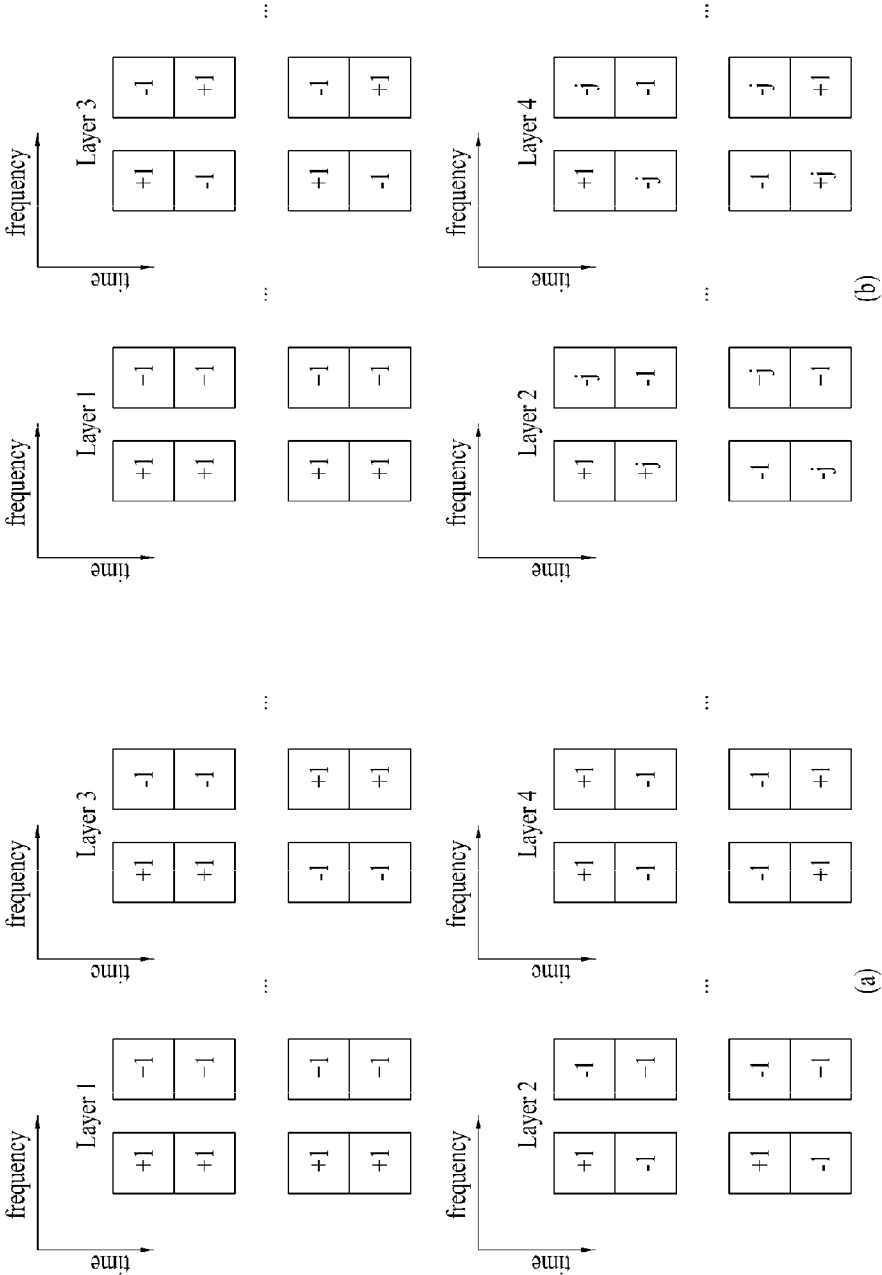 frequency
time
Layer 1
+1 −1
+1 −1
...
+1 −1
+1 −1
frequency
time
Layer 3
+1 -1
+1 -1
...
-1 +1
-1 +1
frequency
time
Layer 2
+1 -1
-1 −1
...
+1 -1
-1 −1
frequency
time
Layer 4
+1 +1
-1 -1
...
-1 -1
+1 +1
(a)
frequency
time
Layer 1
+1 −1
+1 −1
...
+1 −1
+1 −1
frequency
time
Layer 3
+1 -1
-1 +1
...
+1 -1
-1 +1
frequency
time
Layer 2
+1 -j
+j -1
...
-1 −j
-j −1
frequency
time
Layer 4
+1 -j
-j -1
...
-1 -j
+j +1
(b)